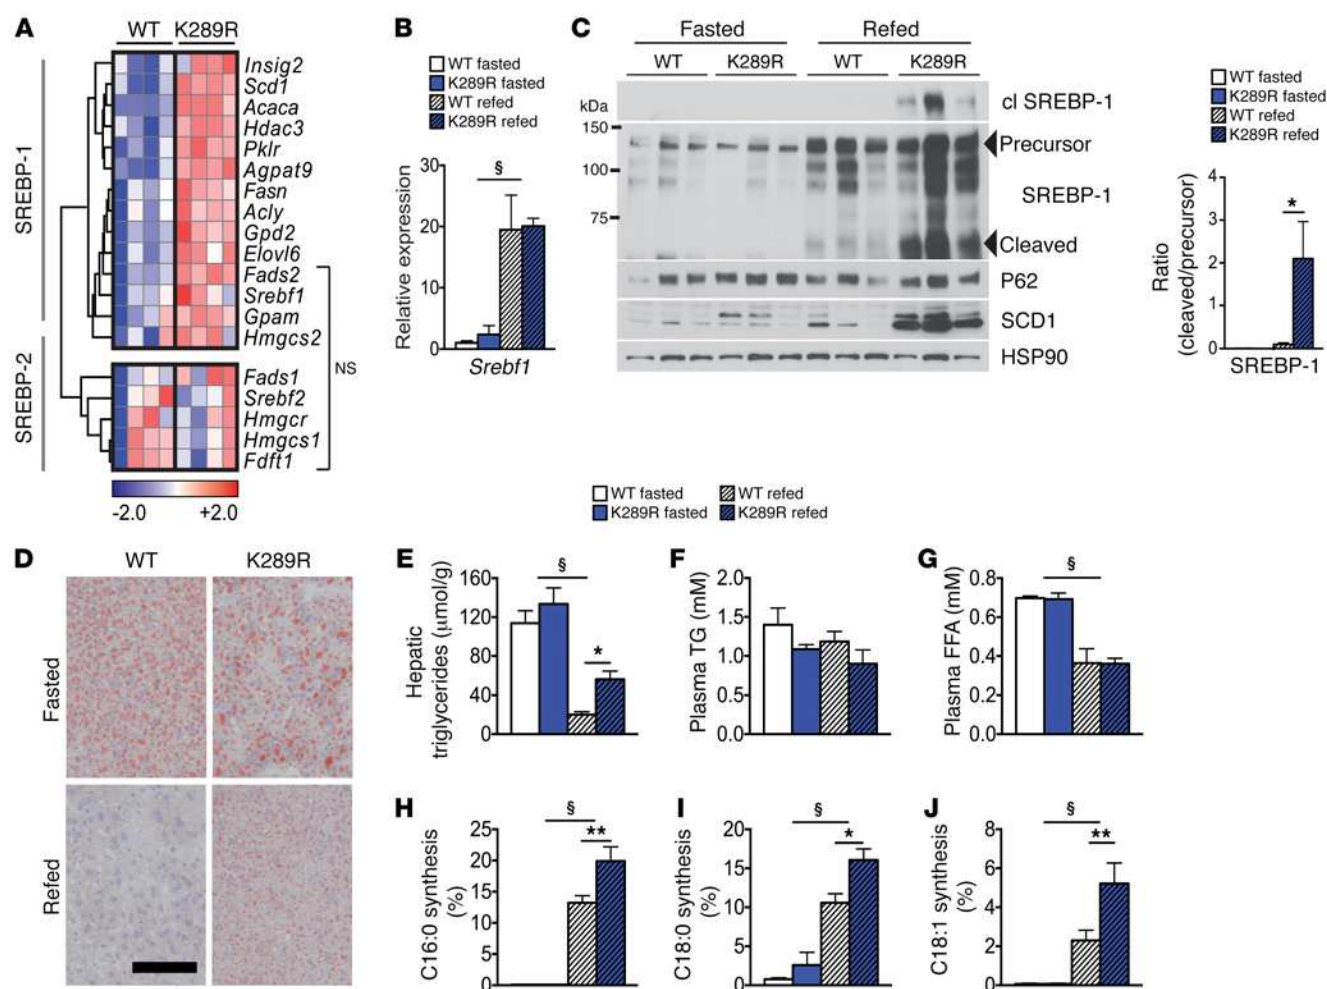 A
WT K289R
SREBP-1
SREBP-2
Insig2
Scd1
Acaca
Hdac3
Pklr
Agpat9
Fasn
Acly
Gpd2
Elovl6
Fads2
Srebf1
Gpam
Hmgcs2
Fads1
Srebf2
Hmgcr
Hmgcs1
Fdft1
NS
-2.0 +2.0
B
WT fasted
K289R fasted
WT refed
K289R refed
Relative expression
30
20
10
0
§
Srebf1
C
Fasted Refed
WT K289R WT K289R
kDa
150
100
75
cl SREBP-1
Precursor
SREBP-1
Cleaved
P62
SCD1
HSP90
WT fasted
K289R fasted
WT refed
K289R refed
Ratio
(cleaved/precursor)
4
3
2
1
0
*
SREBP-1
WT fasted WT refed
K289R fasted K289R refed
D
WT K289R
Fasted
Refed
E
Hepatic
triglycerides (μmol/g)
160
120
80
40
0
§
*
F
Plasma TG (mM)
2.0
1.5
1.0
0.5
0.0
G
Plasma FFA (mM)
0.8
0.6
0.4
0.2
0.0
§
H
C16:0 synthesis
(%)
25
20
15
10
5
0
§
**
I
C18:0 synthesis
(%)
20
15
10
5
0
§
*
J
C18:1 synthesis
(%)
8
6
4
2
0
§
**